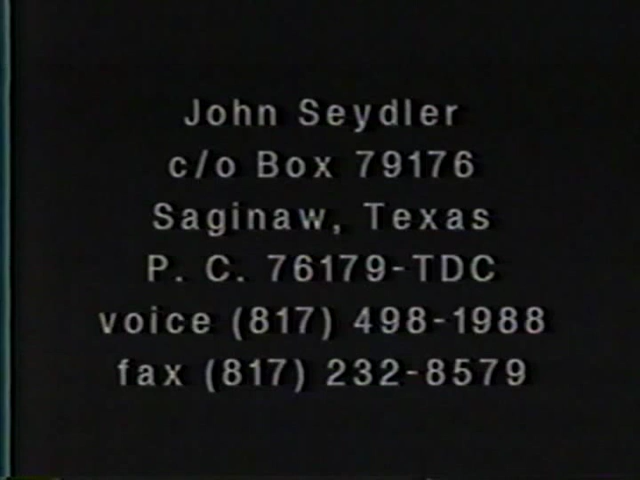 John Seydler
c/o Box 79176
Saginaw, Texas
P. C. 76179-TDC
voice (817) 498-1988
fax (817) 232-8579